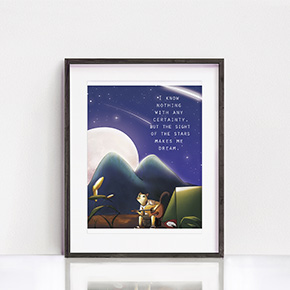 "I KNOW
NOTHING
WITH ANY
CERTAINTY,
BUT THE SIGHT
OF THE STARS
MAKES ME
DREAM.